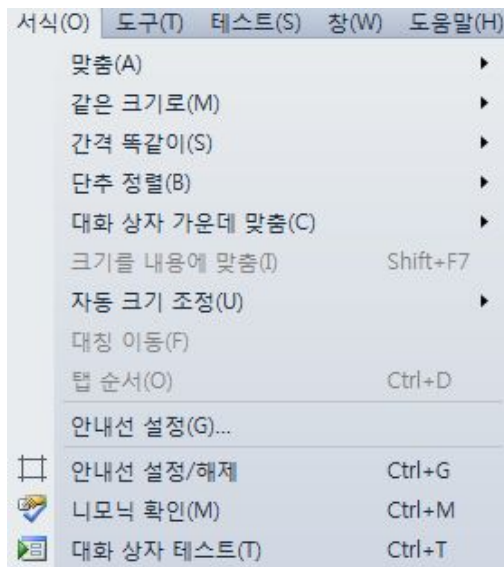 서식(O) 도구(T) 테스트(S) 창(W) 도움말(H)
맞춤(A)
같은 크기로(M)
간격 똑같이(S)
단추 정렬(B)
대화 상자 가운데 맞춤(C)
크기를 내용에 맞춤(I) Shift+F7
자동 크기 조정(U)
대칭 이동(F)
탭 순서(O) Ctrl+D
안내선 설정(G)...
안내선 설정/해제 Ctrl+G
니모닉 확인(M) Ctrl+M
대화 상자 테스트(T) Ctrl+T